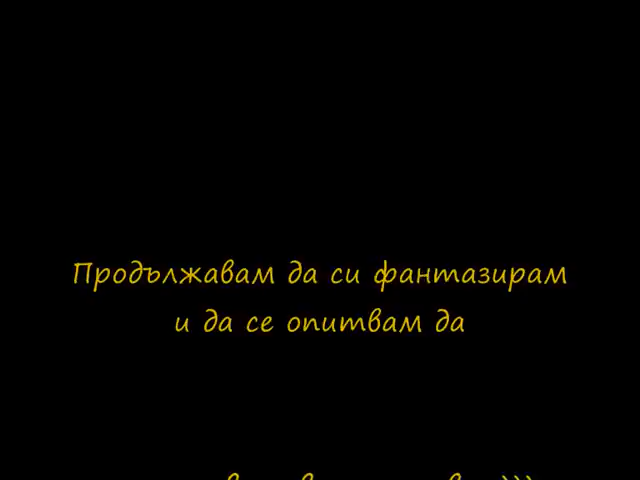 Продължавам да си фантазирам
и да се опитвам да